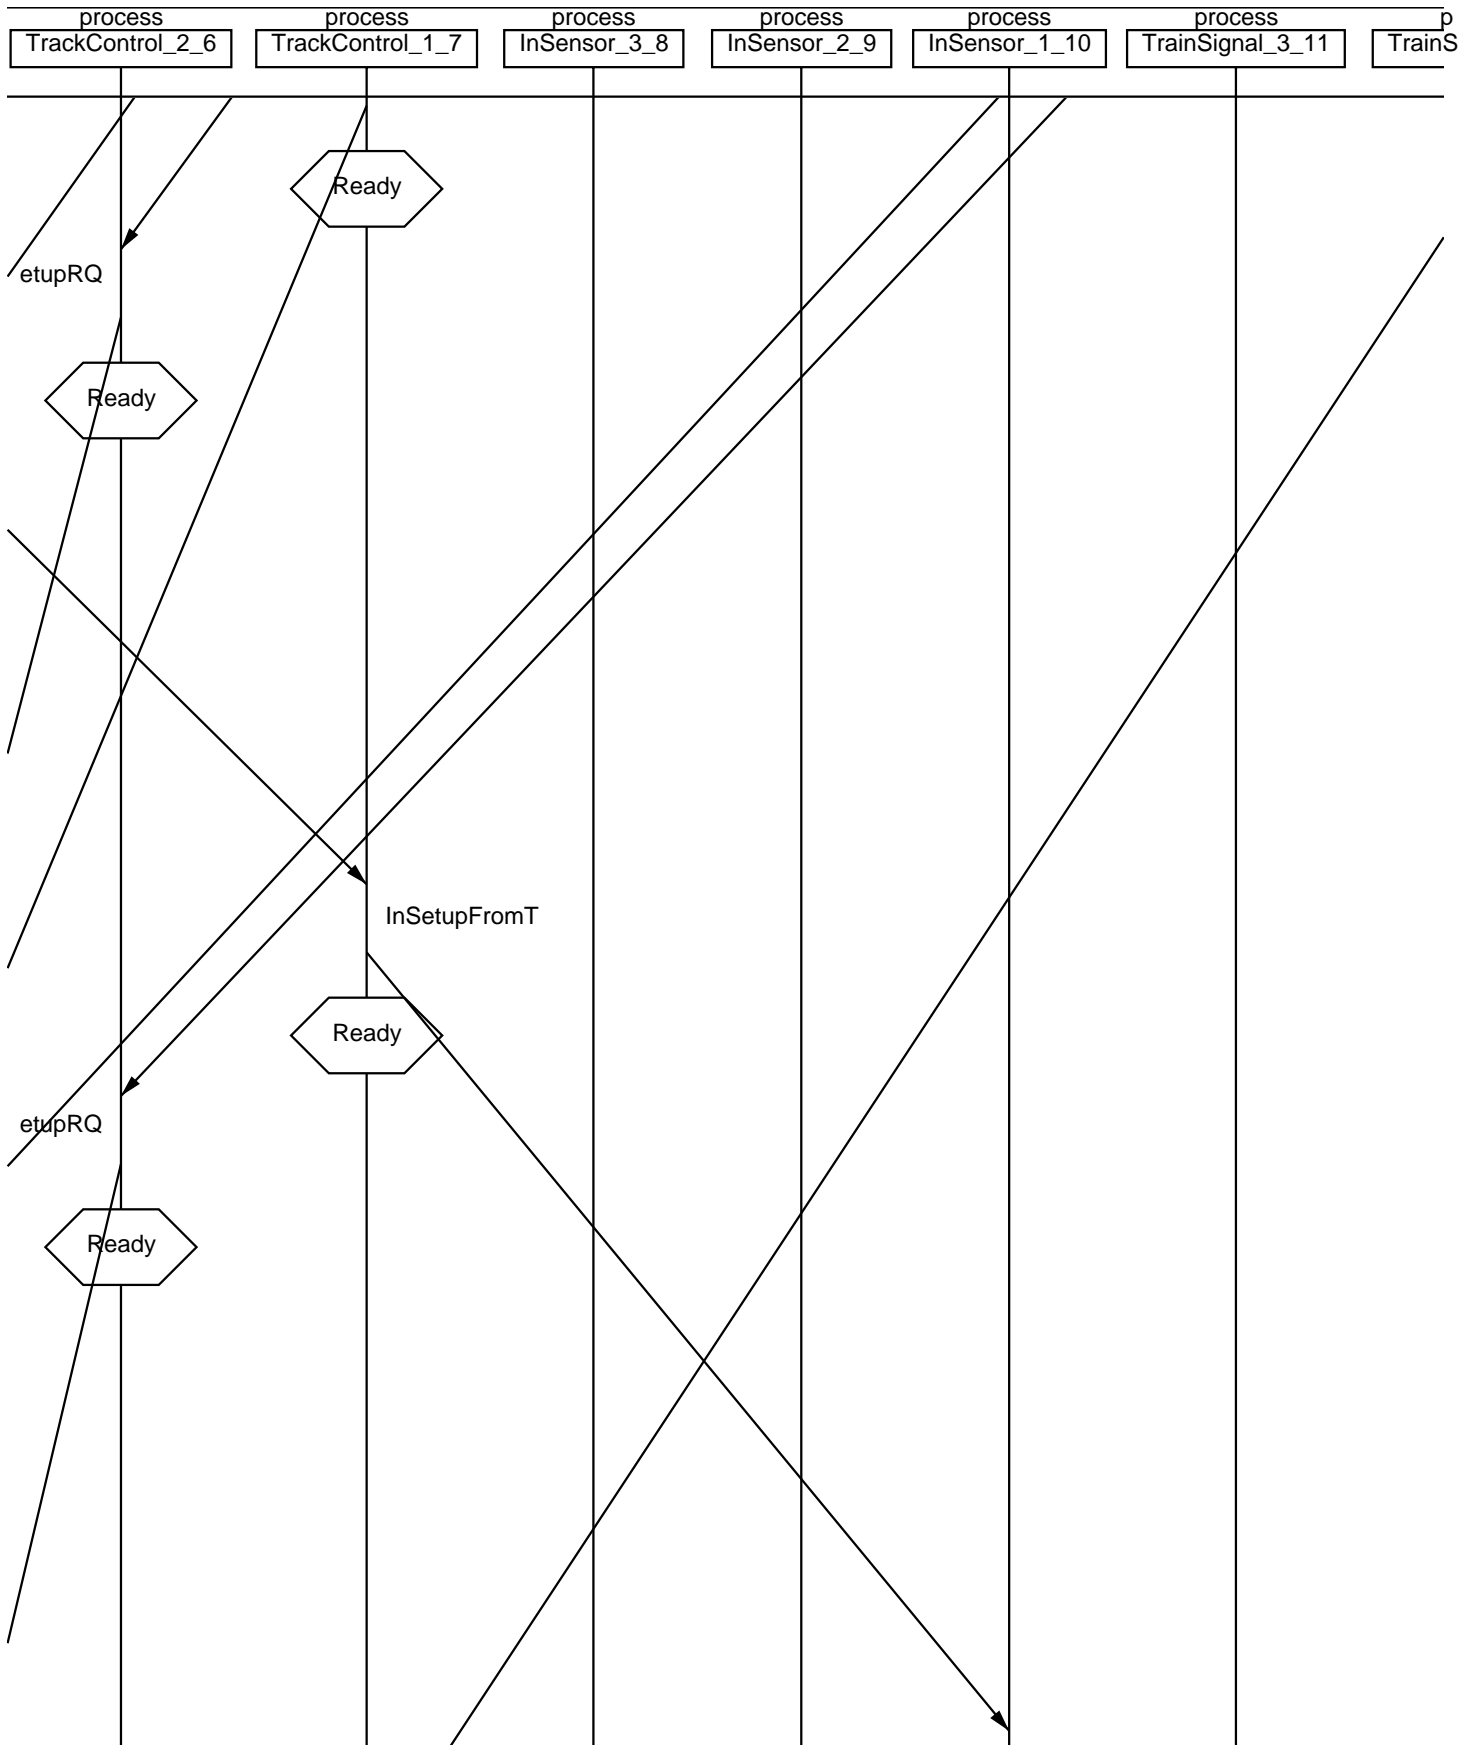 process process process process process process p
TrackControl_2_6 TrackControl_1_7 InSensor_3_8 InSensor_2_9 InSensor_1_10 TrainSignal_3_11 TrainS
Ready
etupRQ
Ready
InSetupFromT
Ready
etupRQ
Ready